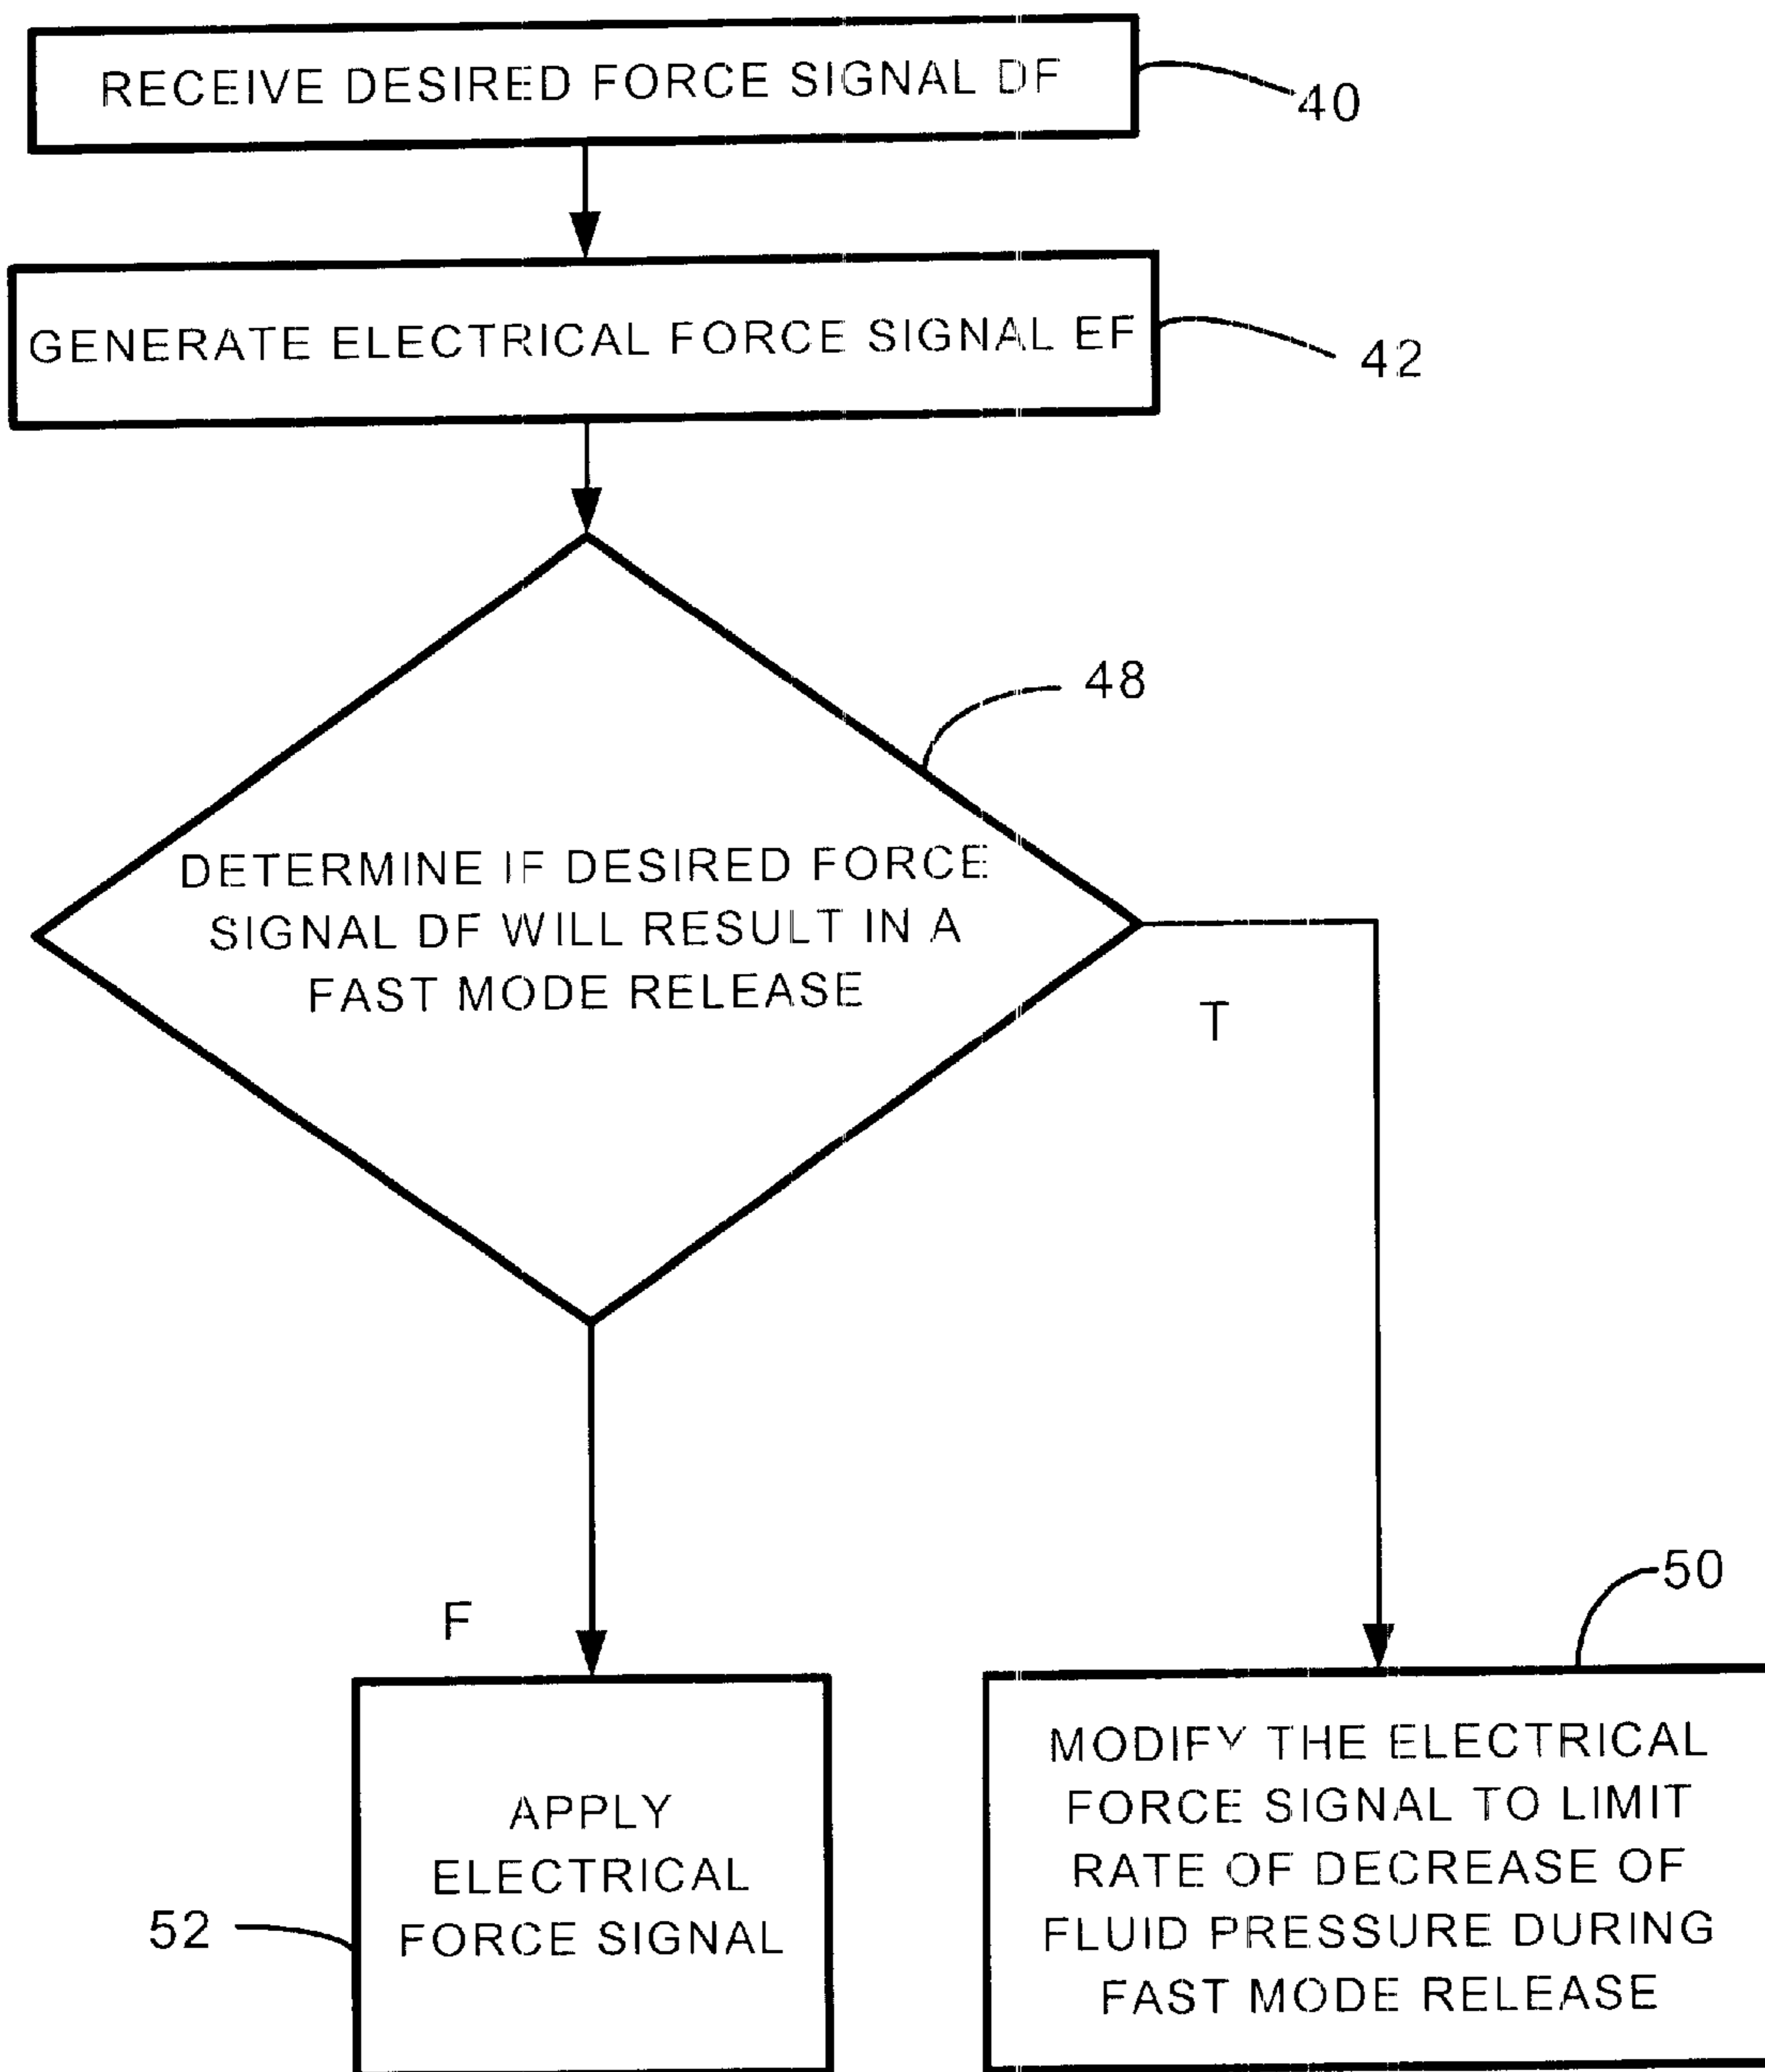 RECEIVE DESIRED FORCE SIGNAL DF
40
GENERATE ELECTRICAL FORCE SIGNAL EF
42
48
DETERMINE IF DESIRED FORCE
SIGNAL DF WILL RESULT IN A
FAST MODE RELEASE
T
F
50
APPLY
ELECTRICAL
FORCE SIGNAL
52
MODIFY THE ELECTRICAL
FORCE SIGNAL TO LIMIT
RATE OF DECREASE OF
FLUID PRESSURE DURING
FAST MODE RELEASE